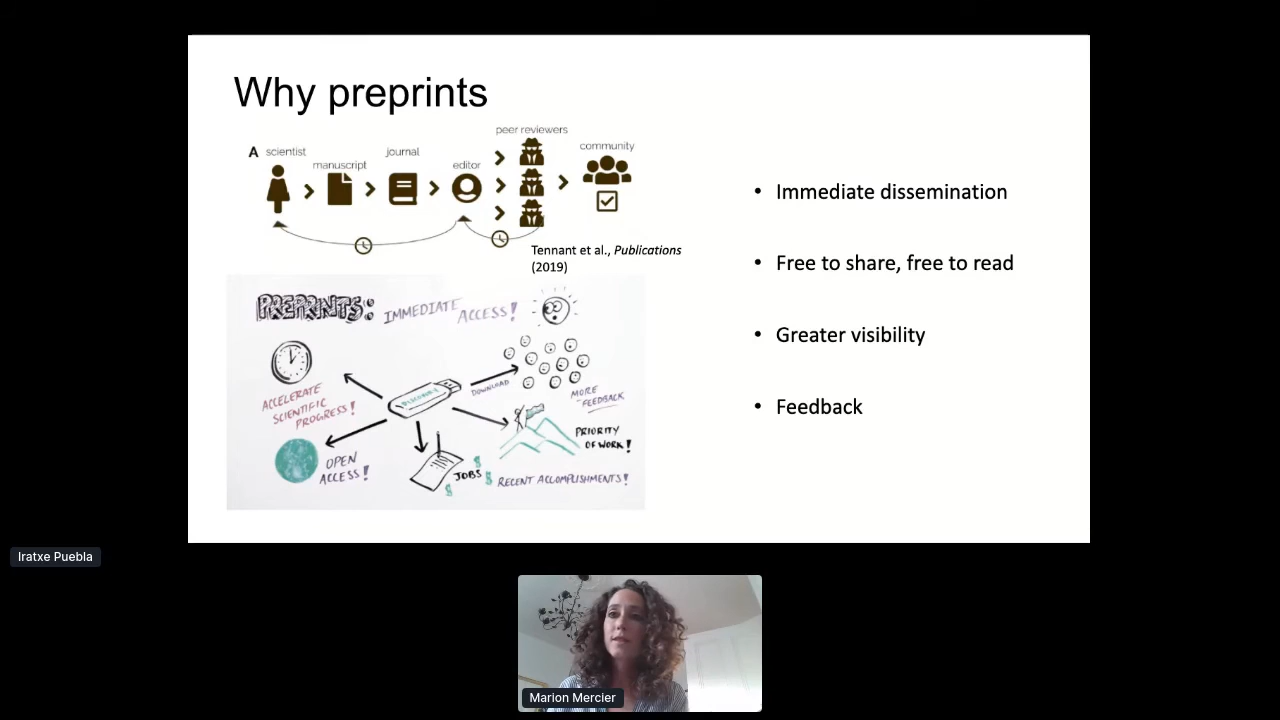 Why preprints
peer reviewers
A scientist
journal
community
manuscript
editor
Tennant et al., Publications
(2019)
PREPRINTS: IMMEDIATE ACCESS!
DOWNLOAD
ACCELERATE
SCIENTIFIC
PROGRESS!
MORE
FEEDBACK
PRIORITY
OF WORK!
OPEN
ACCESS!
JOBS
$
$
$
RECENT ACCOMPLISHMENTS!
• Immediate dissemination
• Free to share, free to read
• Greater visibility
• Feedback
Iratxe Puebla
Marion Mercier